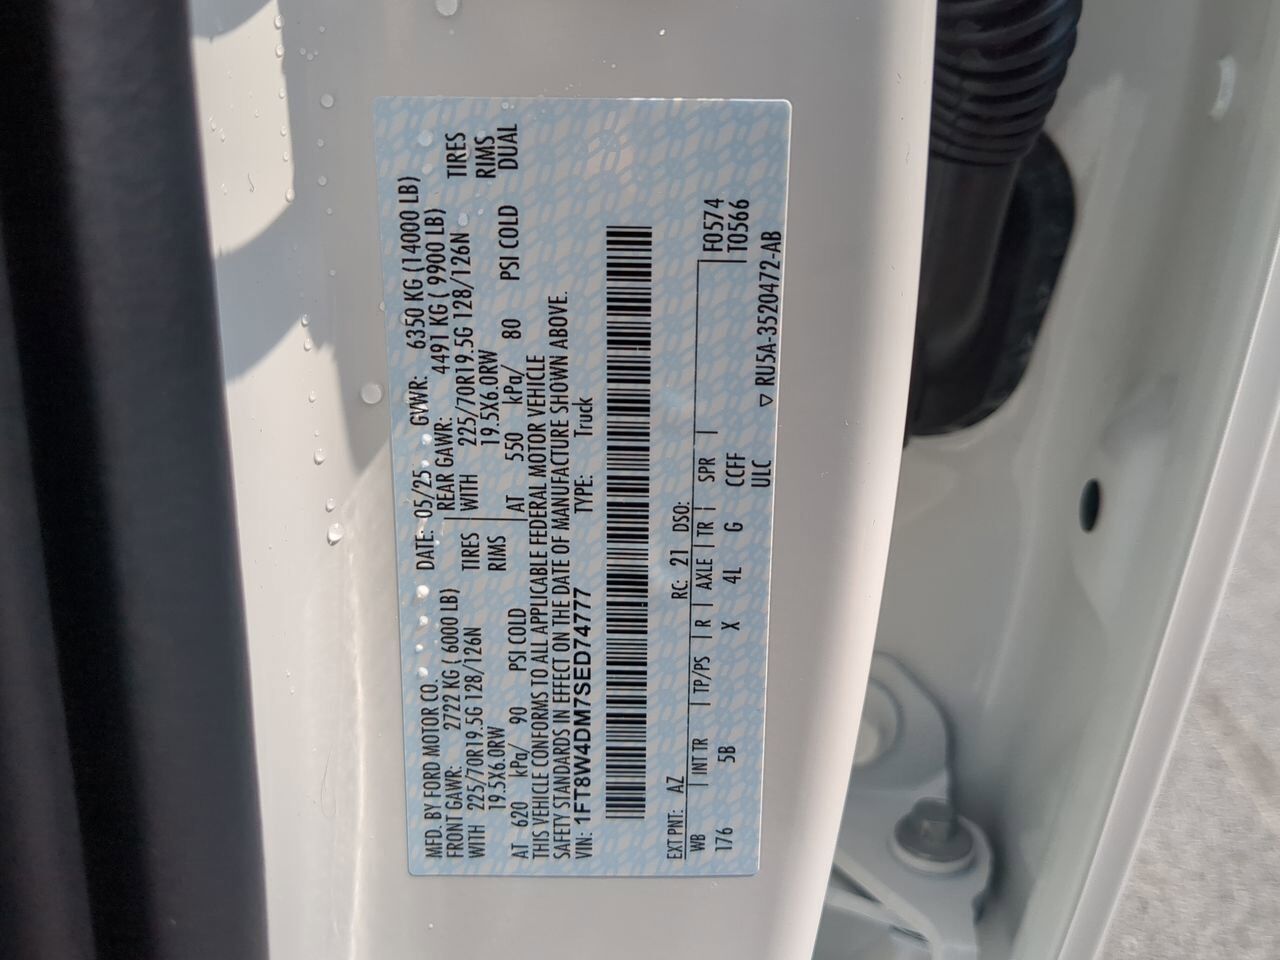 MFD. BY FORD MOTOR CO. DATE: 05/25 GVWR: 6350 KG (14000 LB)
FRONT GAWR: 2722 KG ( 6000 LB) REAR GAWR: 4491 KG ( 9900 LB)
WITH 225/70R19.5G 128/126N TIRES WITH 225/70R19.5G 128/126N TIRES
19.5X6.0RW RIMS 19.5X6.0RW RIMS
AT 620 kPa/ 90 PSI COLD AT 550 kPa/ 80 PSI COLD DUAL
THIS VEHICLE CONFORMS TO ALL APPLICABLE FEDERAL MOTOR VEHICLE
SAFETY STANDARDS IN EFFECT ON THE DATE OF MANUFACTURE SHOWN ABOVE.
VIN: 1FT8W4DM7SED74777 TYPE: Truck
EXT PNT: AZ RC: 21 DSO:
WB INT TR TP/PS R AXLE TR SPR F0574
176 5B X 4L G CCFF T0566
ULC ▽ RU5A-3520472-AB